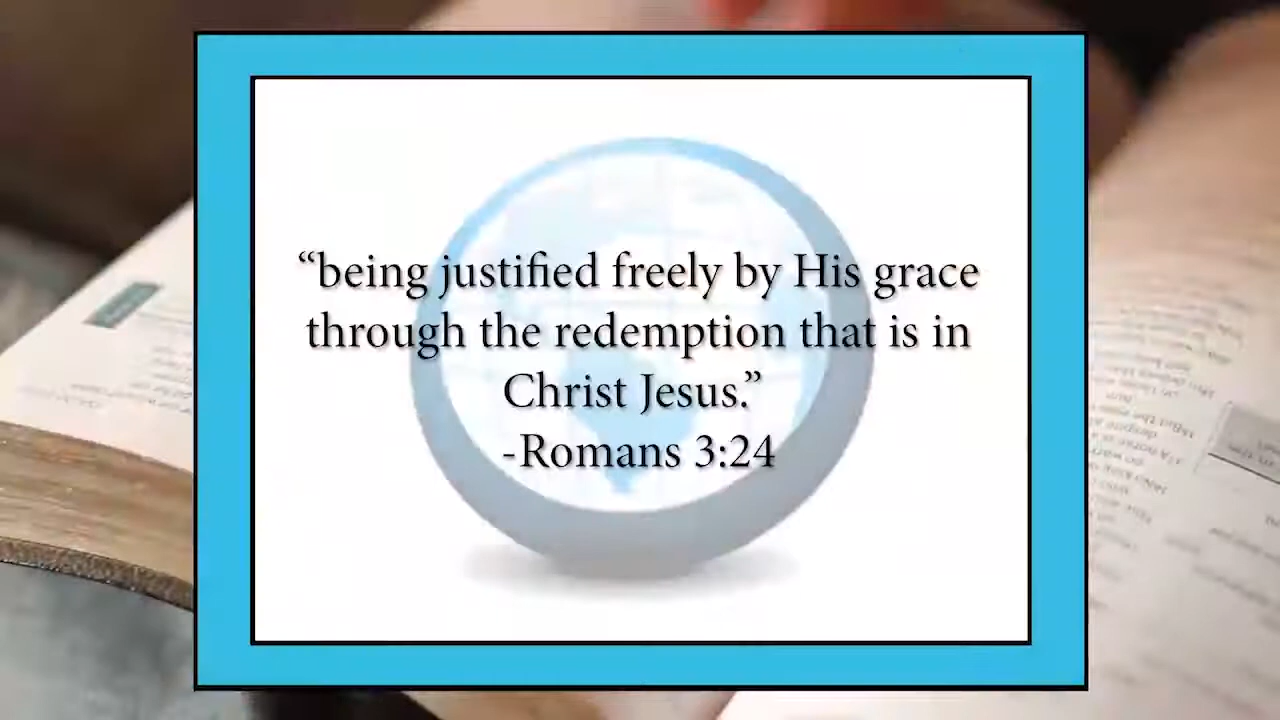 “being justified freely by His grace
through the redemption that is in
Christ Jesus.”
-Romans 3:24